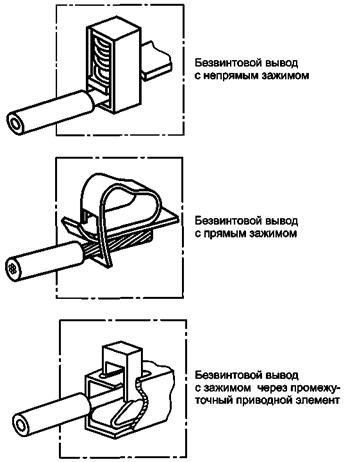 Безвинтовой вывод
с непрямым зажимом
Безвинтовой вывод
с прямым зажимом
Безвинтовой вывод
с зажимом через промежу-
точный приводной элемент